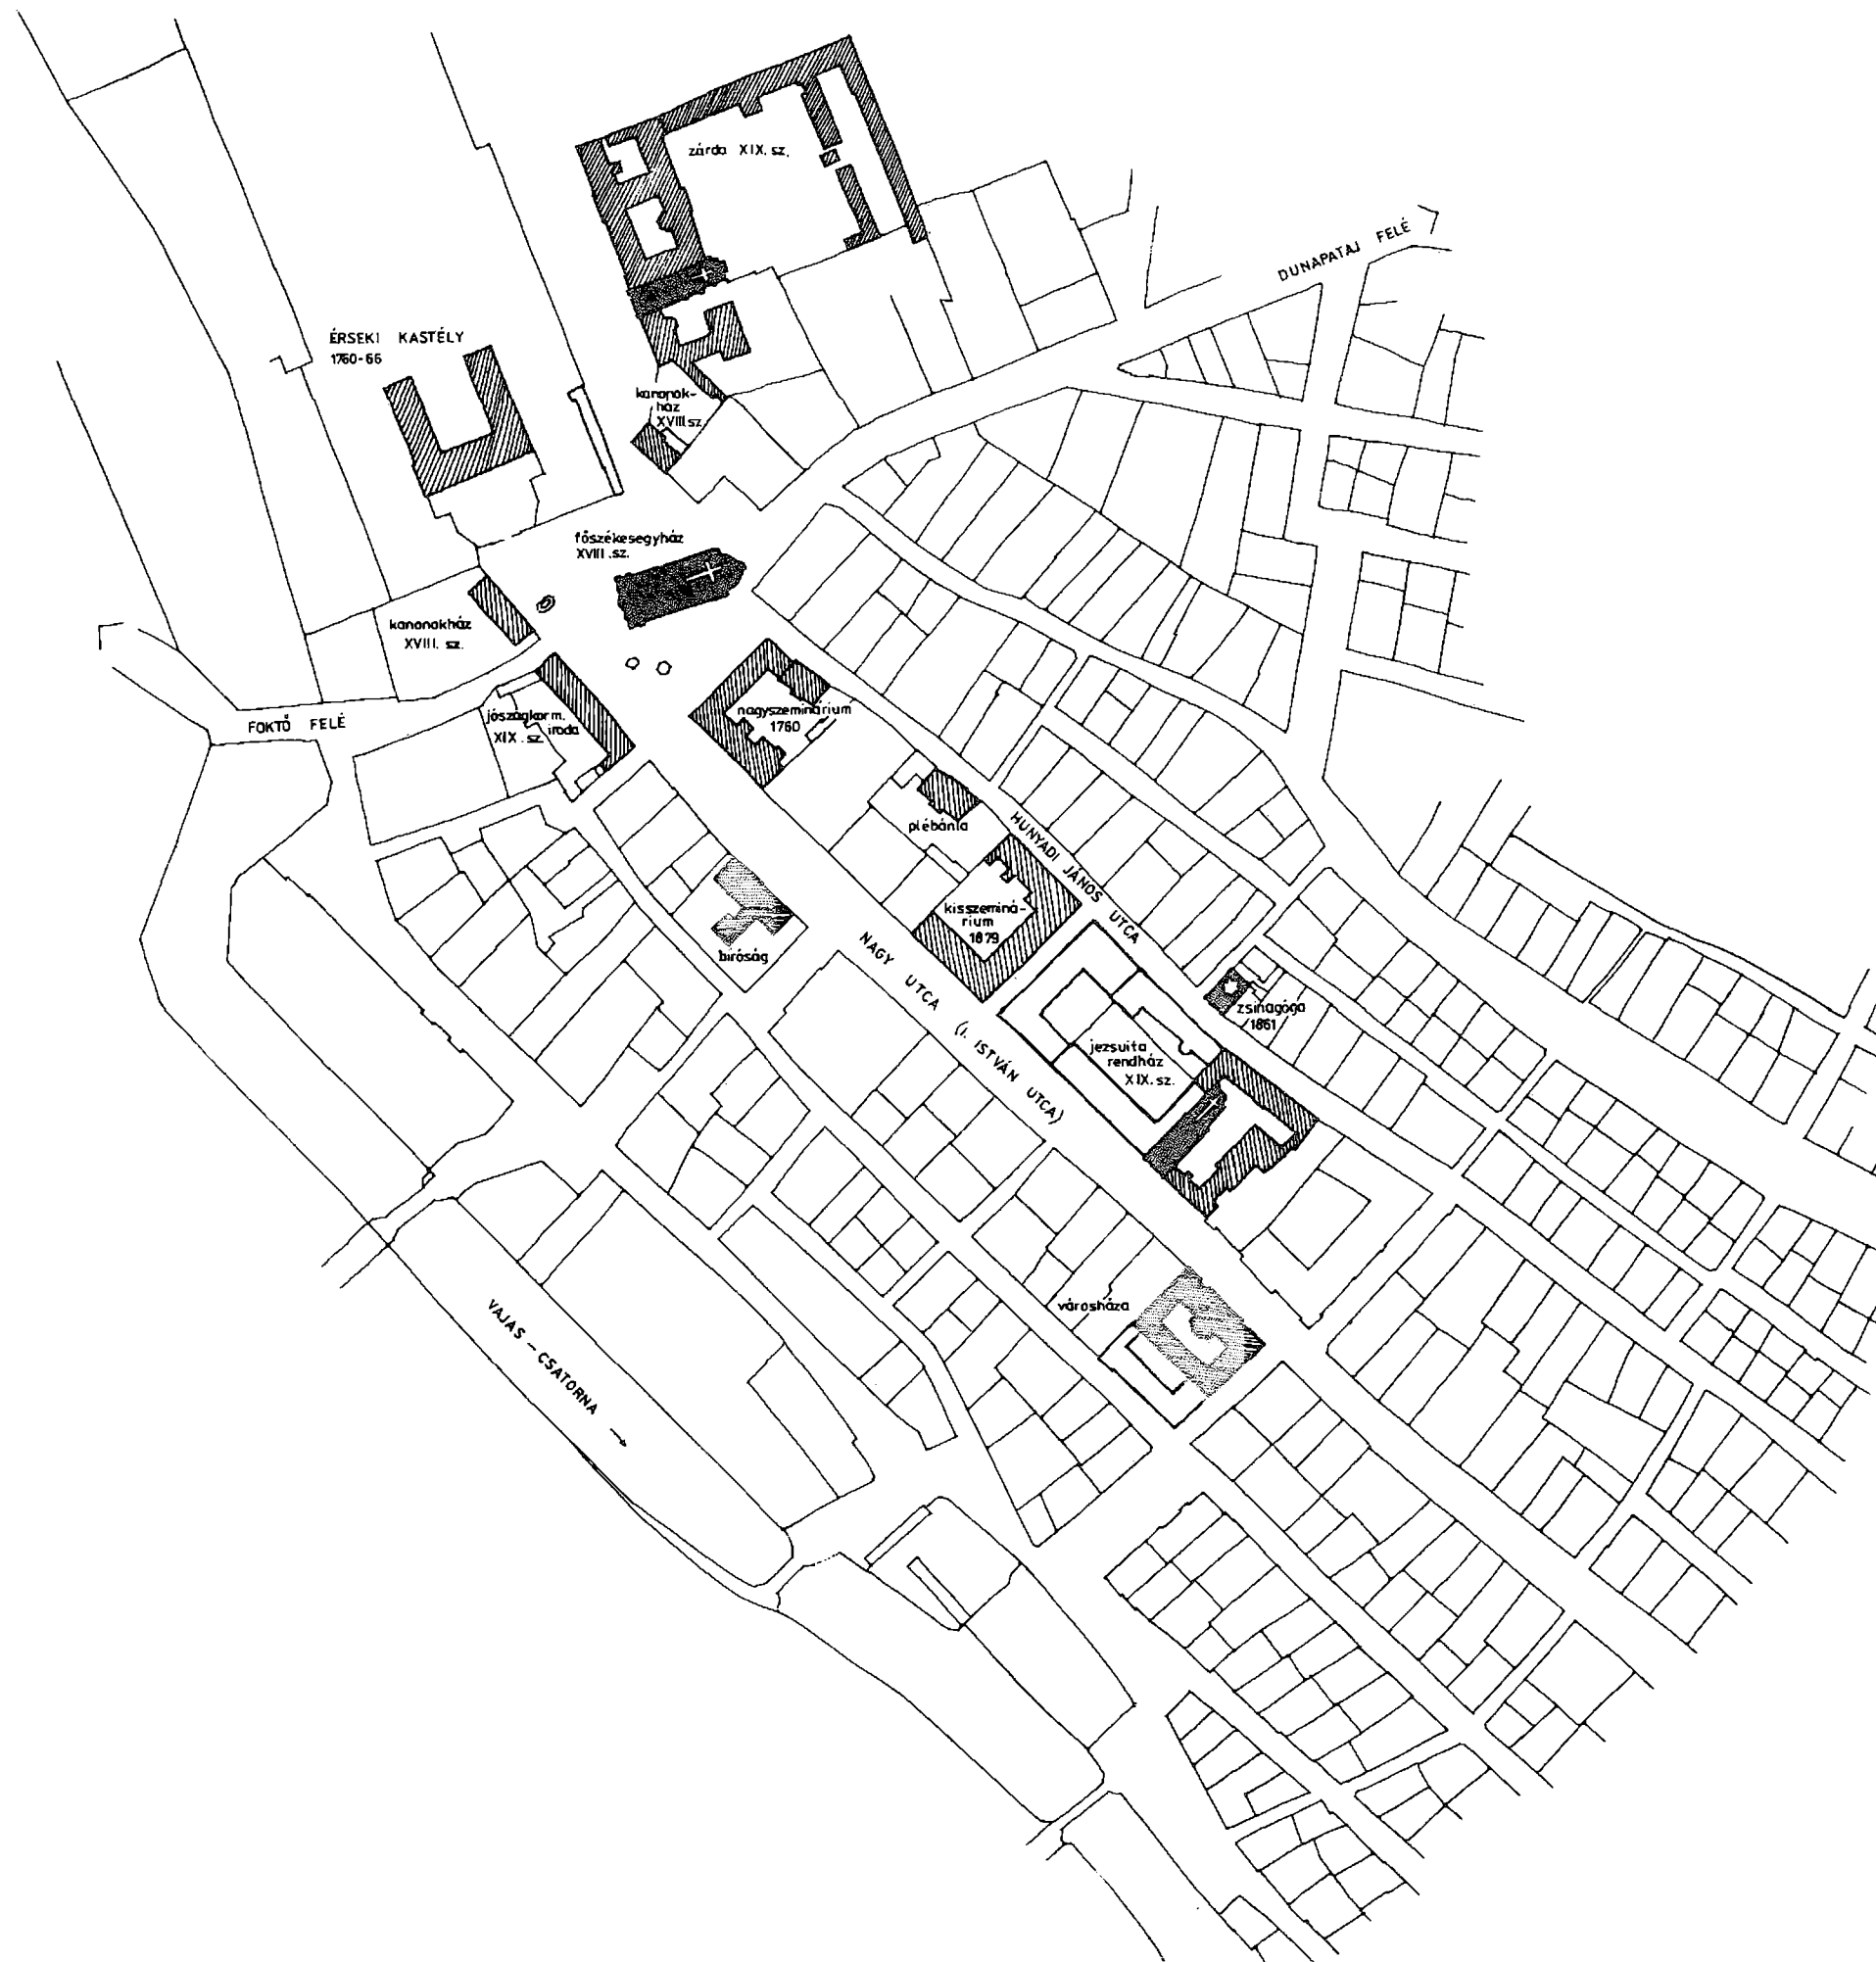 zárda XIX. sz.
DUNAPATAJ FELÉ
ÉRSEKI KASTÉLY
1760-66
kanonok-
ház
XVIII.sz.
főszékesegyház
XVIII.sz.
kanonokház
XVIII. sz.
FOKTŐ FELÉ
jószágkorm.
iroda
XIX. sz.
nagyszeminárium
1760
plébánia
HUNYADI JÁNOS UTCA
kisszeminá-
rium
1879
bíróság
NAGY UTCA (I. ISTVÁN UTCA)
zsinagóga
1861
jezsuita
rendház
XIX. sz.
városháza
VAJAS - CSATORNA